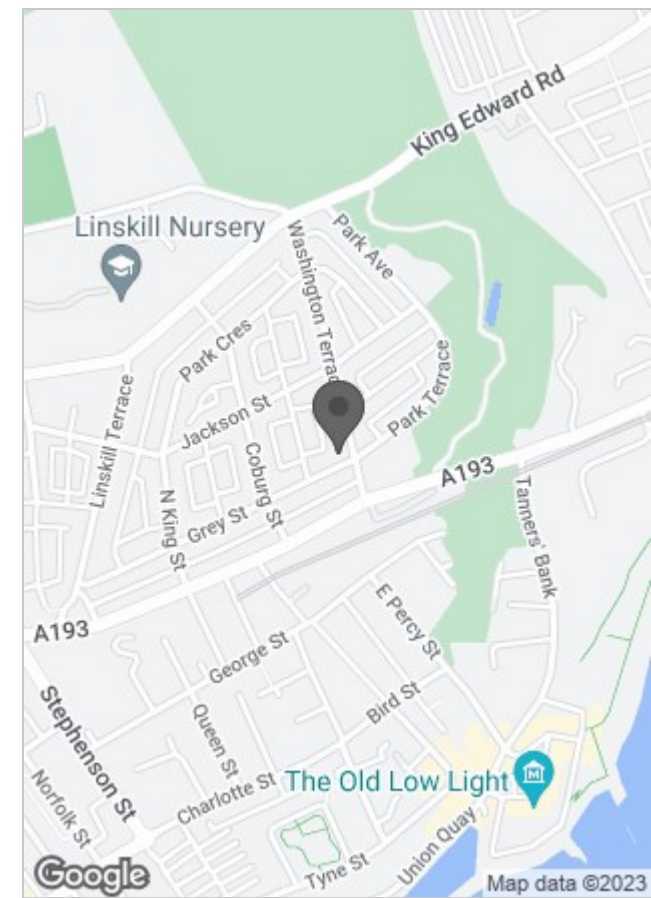 King Edward Rd
Linskill Nursery
Park Ave
Washington Terrace
Park Cres
Park Terrace
Jackson St
Linskill Terrace
Coburg St
A193
N King St
Grey St
Tanners' Bank
E Percy St
A193
George St
Bird St
Stephenson St
Queen St
The Old Low Light
M
Norfolk St
Charlotte St
Union Quay
Tyne St
Google
Map data ©2023